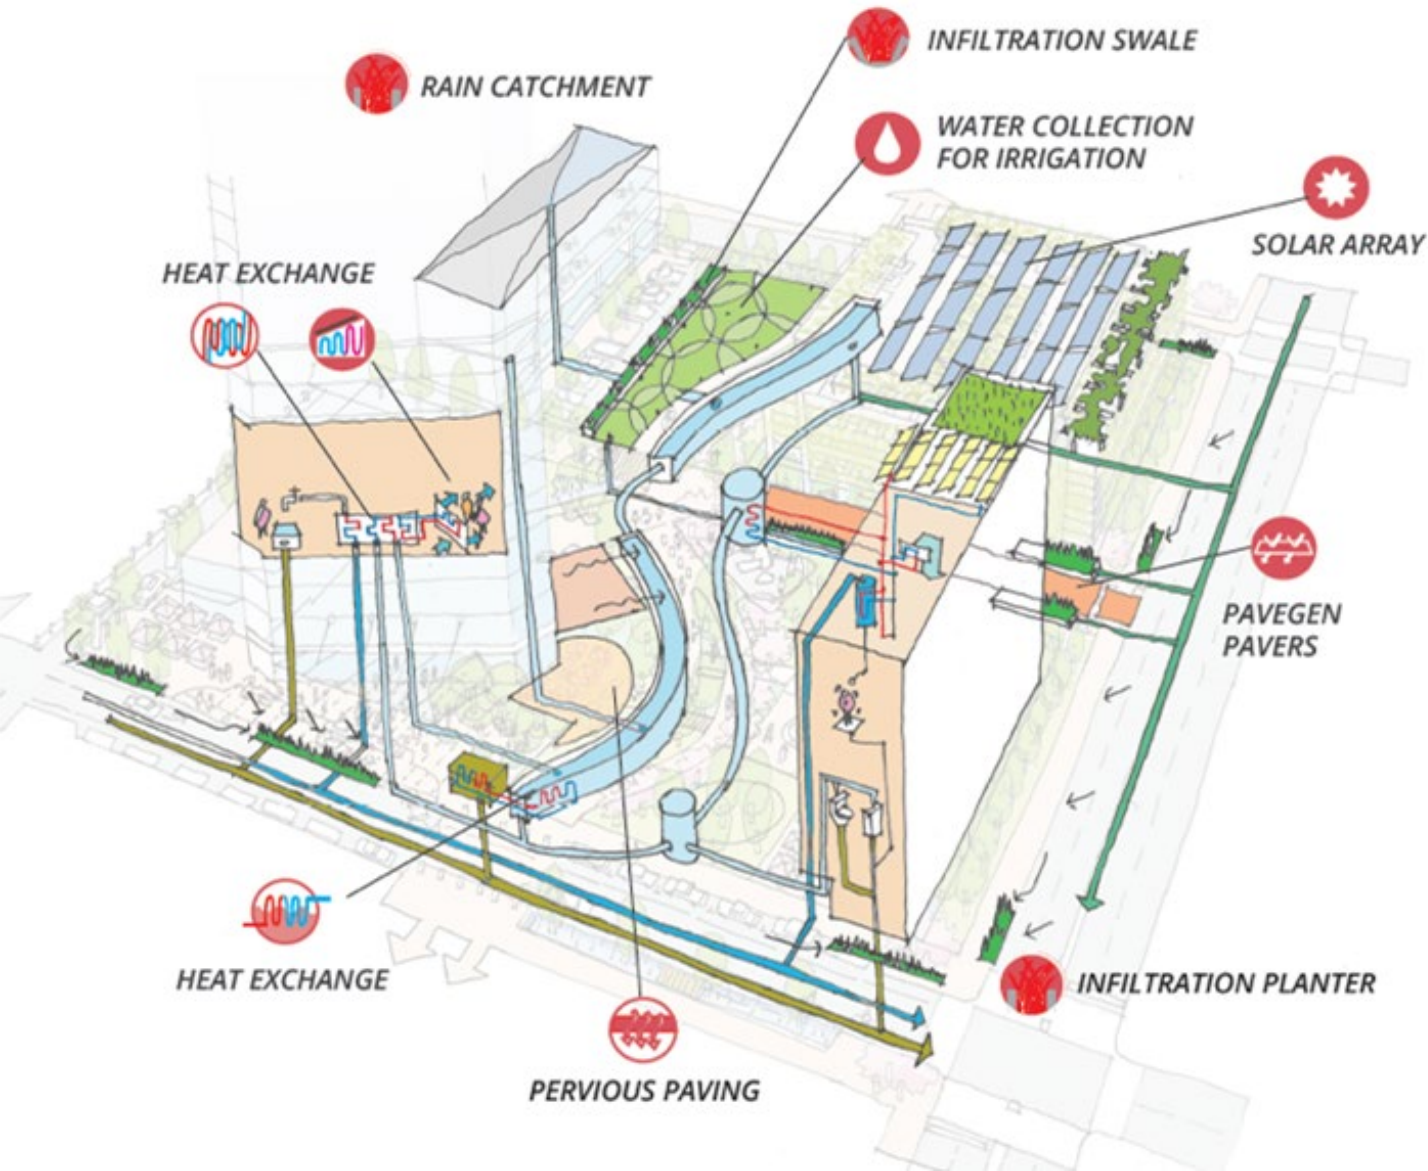 INFILTRATION SWALE
RAIN CATCHMENT
WATER COLLECTION
FOR IRRIGATION
SOLAR ARRAY
HEAT EXCHANGE
PAVEGEN
PAVERS
HEAT EXCHANGE
INFILTRATION PLANTER
PERVIOUS PAVING